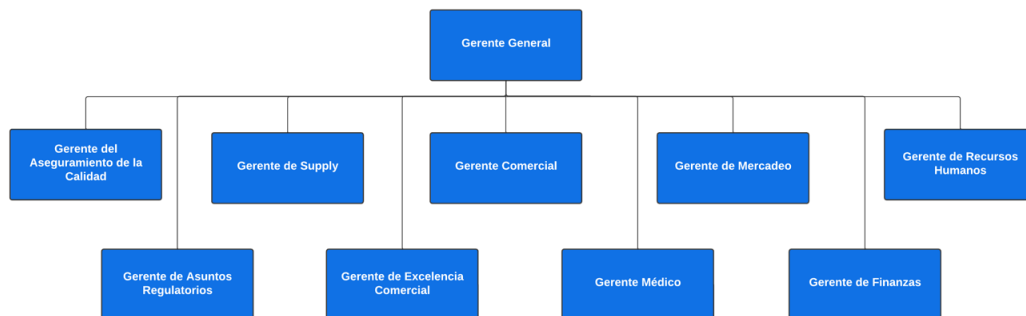 Gerente General
Gerente del
Aseguramiento de la
Calidad
Gerente de Supply
Gerente Comercial
Gerente de Mercadeo
Gerente de Recursos
Humanos
Gerente de Asuntos
Regulatorios
Gerente de Excelencia
Comercial
Gerente Médico
Gerente de Finanzas